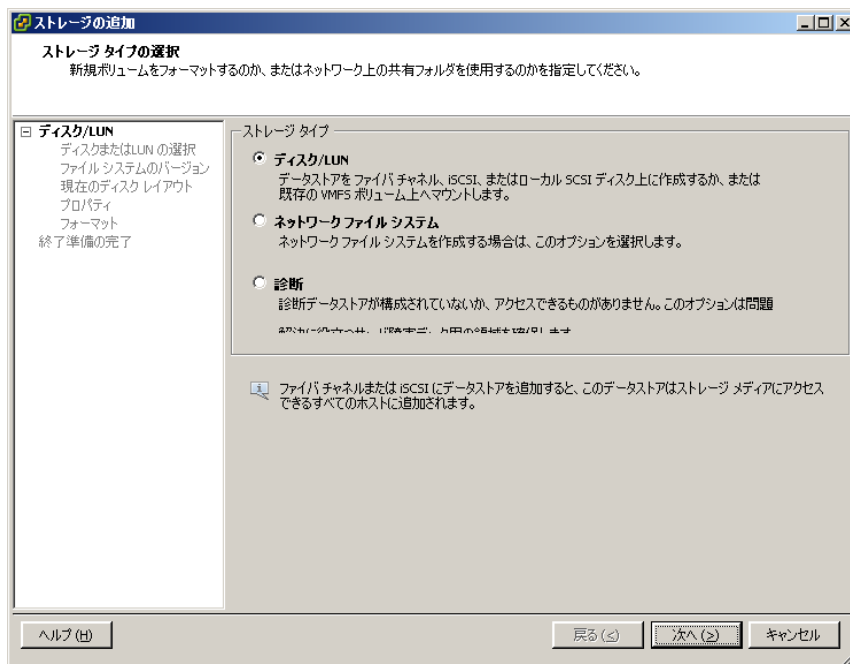 ストレージの追加
ストレージ タイプの選択
新規ボリュームをフォーマットするのか、またはネットワーク上の共有フォルダを使用するのかを指定してください。
ディスク/LUN
ディスクまたはLUN の選択
ファイル システムのバージョン
現在のディスク レイアウト
プロパティ
フォーマット
終了準備の完了
ストレージ タイプ
ディスク/LUN
データストアをファイバ チャネル、iSCSI、またはローカル SCSI ディスク上に作成するか、または
既存の VMFS ボリューム上へマウントします。
ネットワーク ファイル システム
ネットワーク ファイル システムを作成する場合は、このオプションを選択します。
診断
診断データストアが構成されていないか、アクセスできるものがありません。このオプションは問題
ファイバ チャネルまたは iSCSI にデータストアを追加すると、このデータストアはストレージ メディアにアクセス
できるすべてのホストに追加されます。
ヘルプ (H)
戻る (<)
次へ (>)
キャンセル